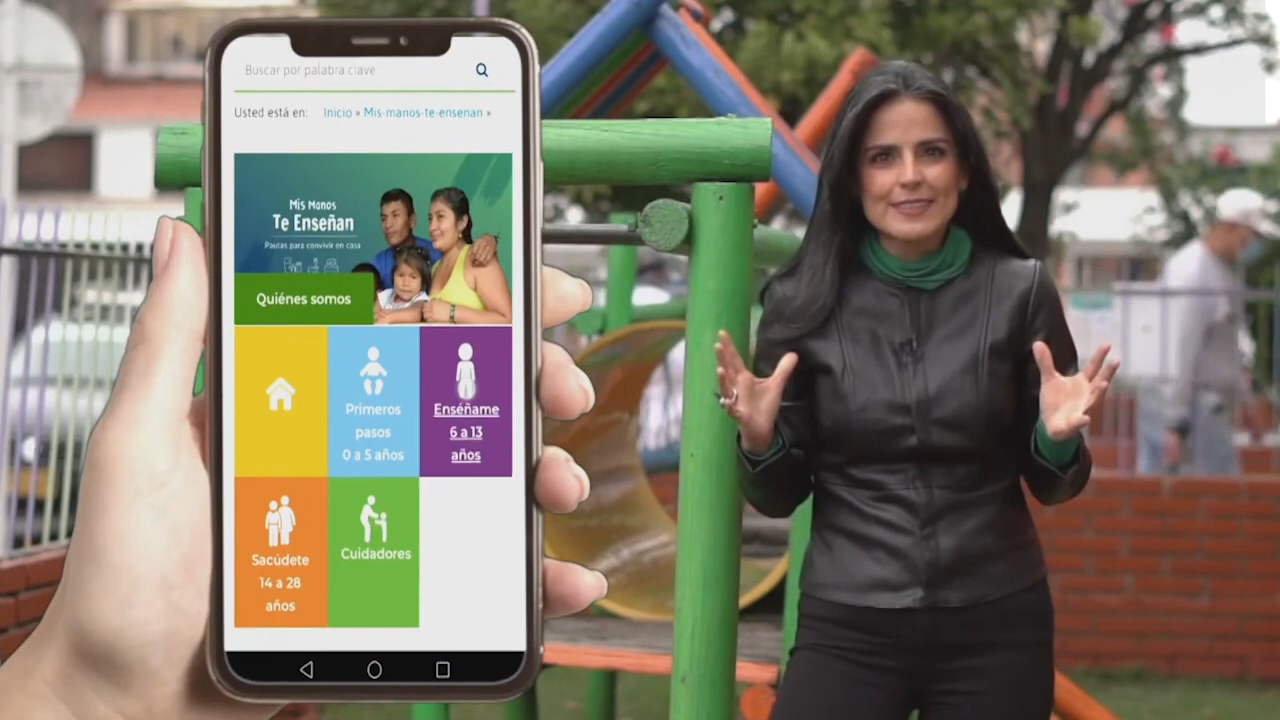 Buscar por palabra clave
Usted está en: Inicio » Mis-manos-te-ensenan »
Mis Manos
Te Enseñan
Pautas para convivir en casa
Quiénes somos
Primeros
pasos
0 a 5 años
Enséñame
6 a 13
años
Sacúdete
14 a 28
años
Cuidadores